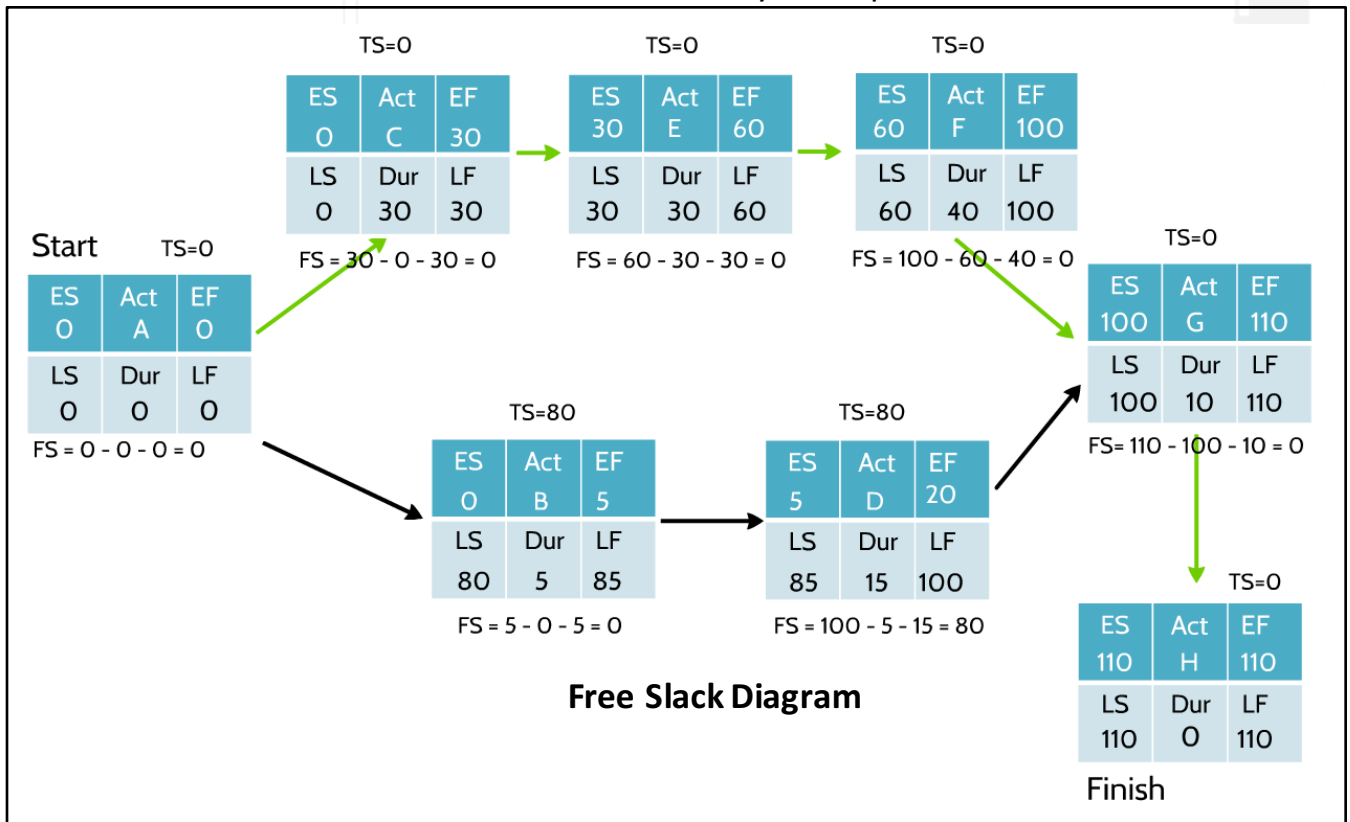 TS=0
ES Act EF
0 C 30
LS Dur LF
0 30 30
FS = 30 - 0 - 30 = 0
TS=0
ES Act EF
30 E 60
LS Dur LF
30 30 60
FS = 60 - 30 - 30 = 0
TS=0
ES Act EF
60 F 100
LS Dur LF
60 40 100
FS = 100 - 60 - 40 = 0
Start TS=0
ES Act EF
0 A 0
LS Dur LF
0 0 0
FS = 0 - 0 - 0 = 0
TS=0
ES Act EF
100 G 110
LS Dur LF
100 10 110
FS= 110 - 100 - 10 = 0
TS=80
ES Act EF
0 B 5
LS Dur LF
80 5 85
FS = 5 - 0 - 5 = 0
TS=80
ES Act EF
5 D 20
LS Dur LF
85 15 100
FS = 100 - 5 - 15 = 80
TS=0
ES Act EF
110 H 110
LS Dur LF
110 0 110
Finish
Free Slack Diagram